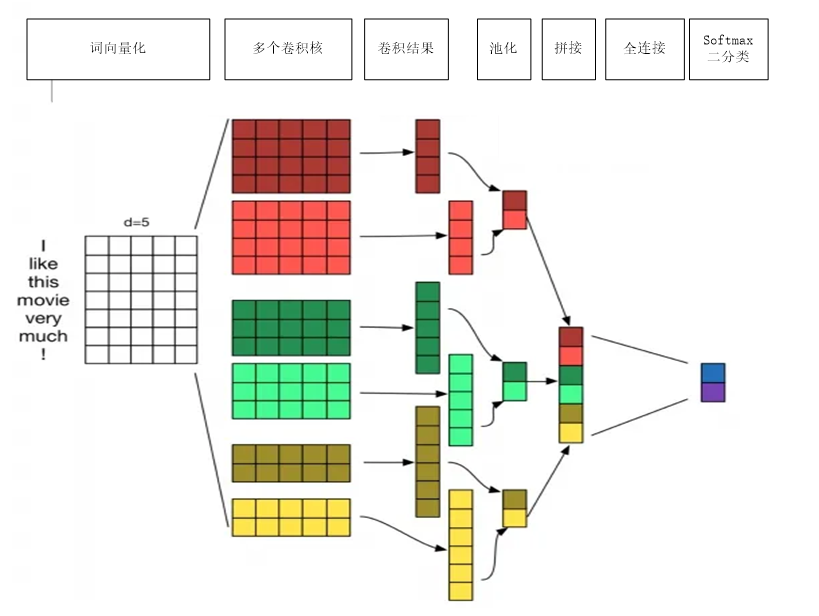 词向量化
多个卷积核
卷积结果
池化
拼接
全连接
Softmax
二分类
d=5
I
like
this
movie
very
much
!